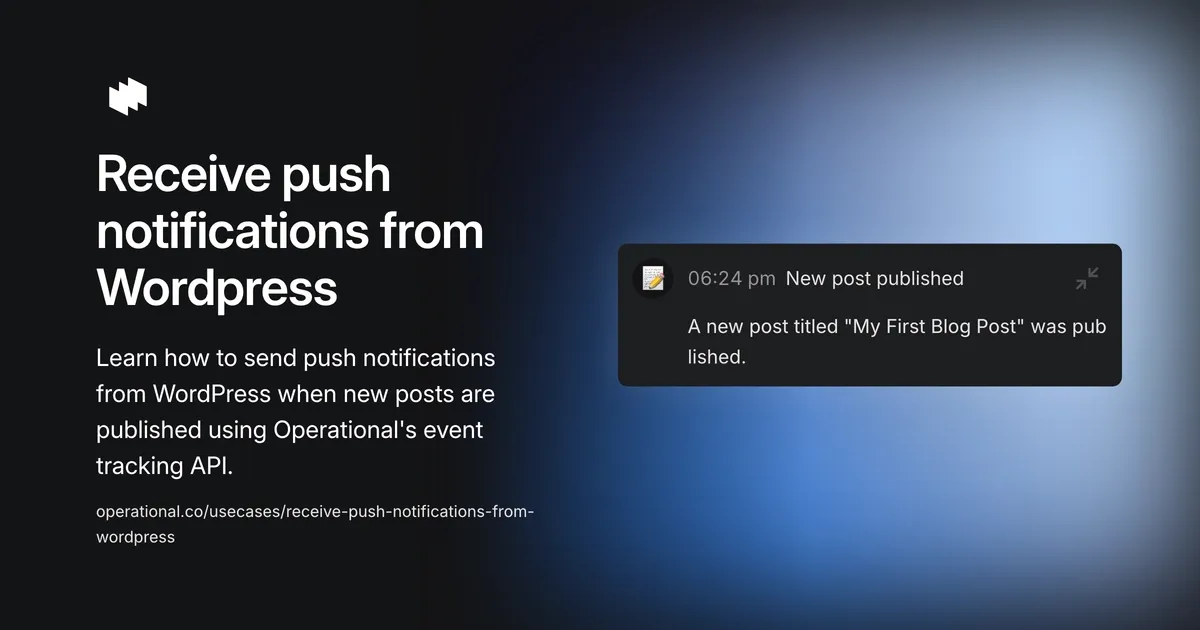 Receive push
notifications from
Wordpress
Learn how to send push notifications
from WordPress when new posts are
published using Operational's event
tracking API.
operational.co/usecases/receive-push-notifications-from-
wordpress
06:24 pm New post published
A new post titled "My First Blog Post" was pub
lished.